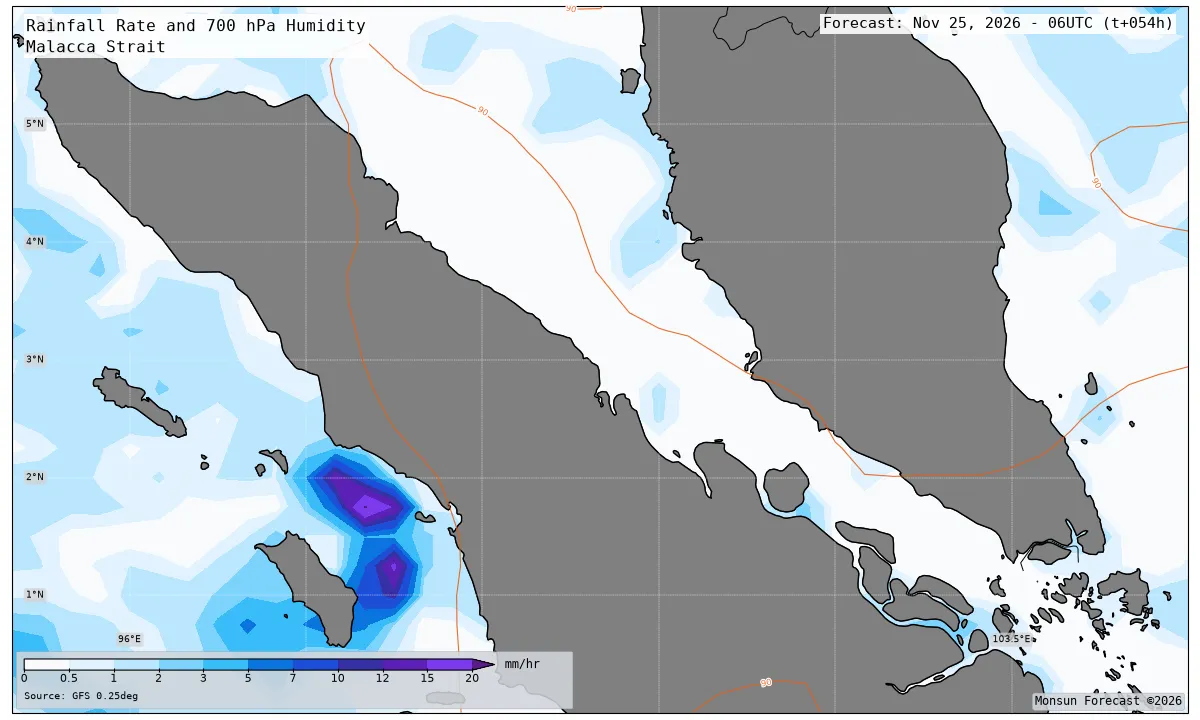 90
Rainfall Rate and 700 hPa Humidity
Malacca Strait
Forecast: Nov 25, 2026 - 06UTC (t+054h)
90
5°N
90
4°N
3°N
2°N
1°N
96°E
103.5°E
mm/hr
0 0.5 1 2 3 5 7 10 12 15 20
90
Source: GFS 0.25deg
Monsun Forecast ©2026